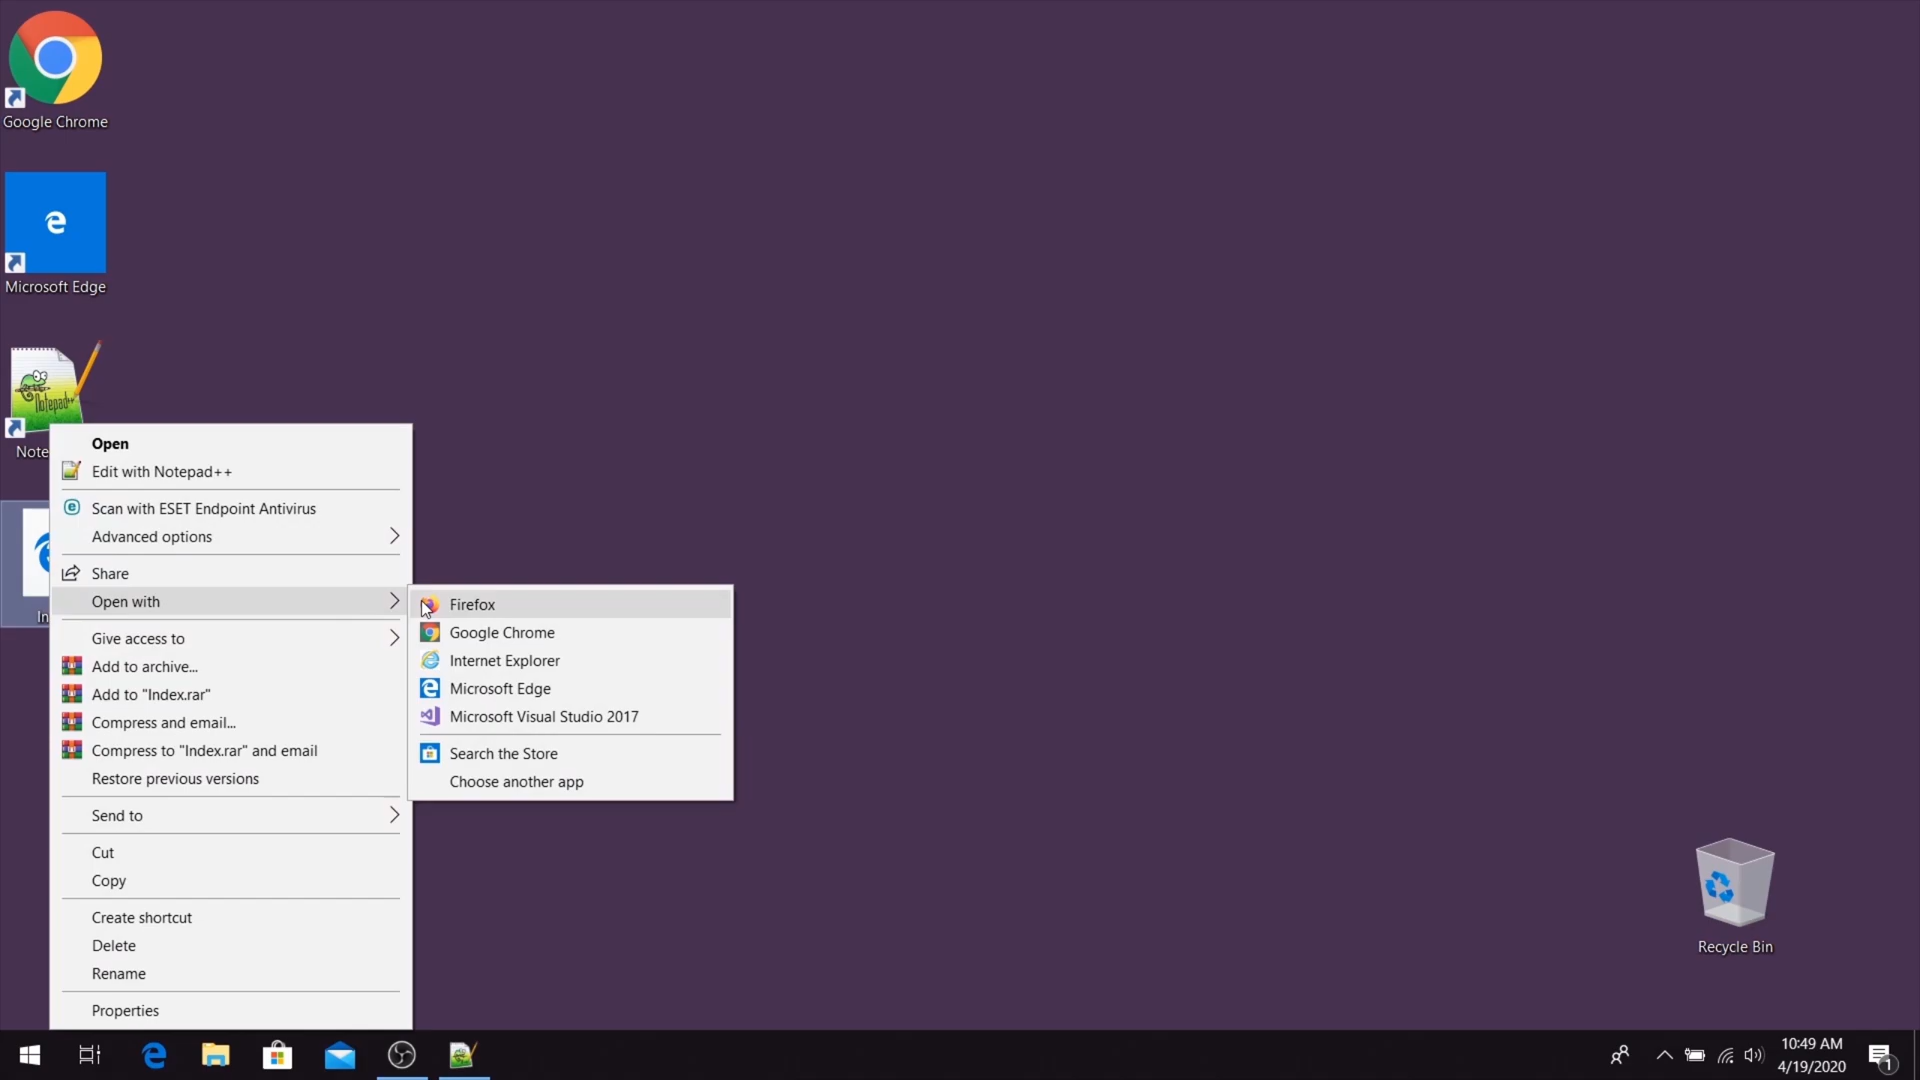 Google Chrome
Microsoft Edge
Notepad++
Note
Open
Edit with Notepad++
Scan with ESET Endpoint Antivirus
Advanced options
Share
Open with
In
Give access to
Add to archive...
Add to "Index.rar"
Compress and email...
Compress to "Index.rar" and email
Restore previous versions
Send to
Cut
Copy
Create shortcut
Delete
Rename
Properties
Firefox
Google Chrome
Internet Explorer
Microsoft Edge
Microsoft Visual Studio 2017
Search the Store
Choose another app
Recycle Bin
10:49 AM
4/19/2020
1